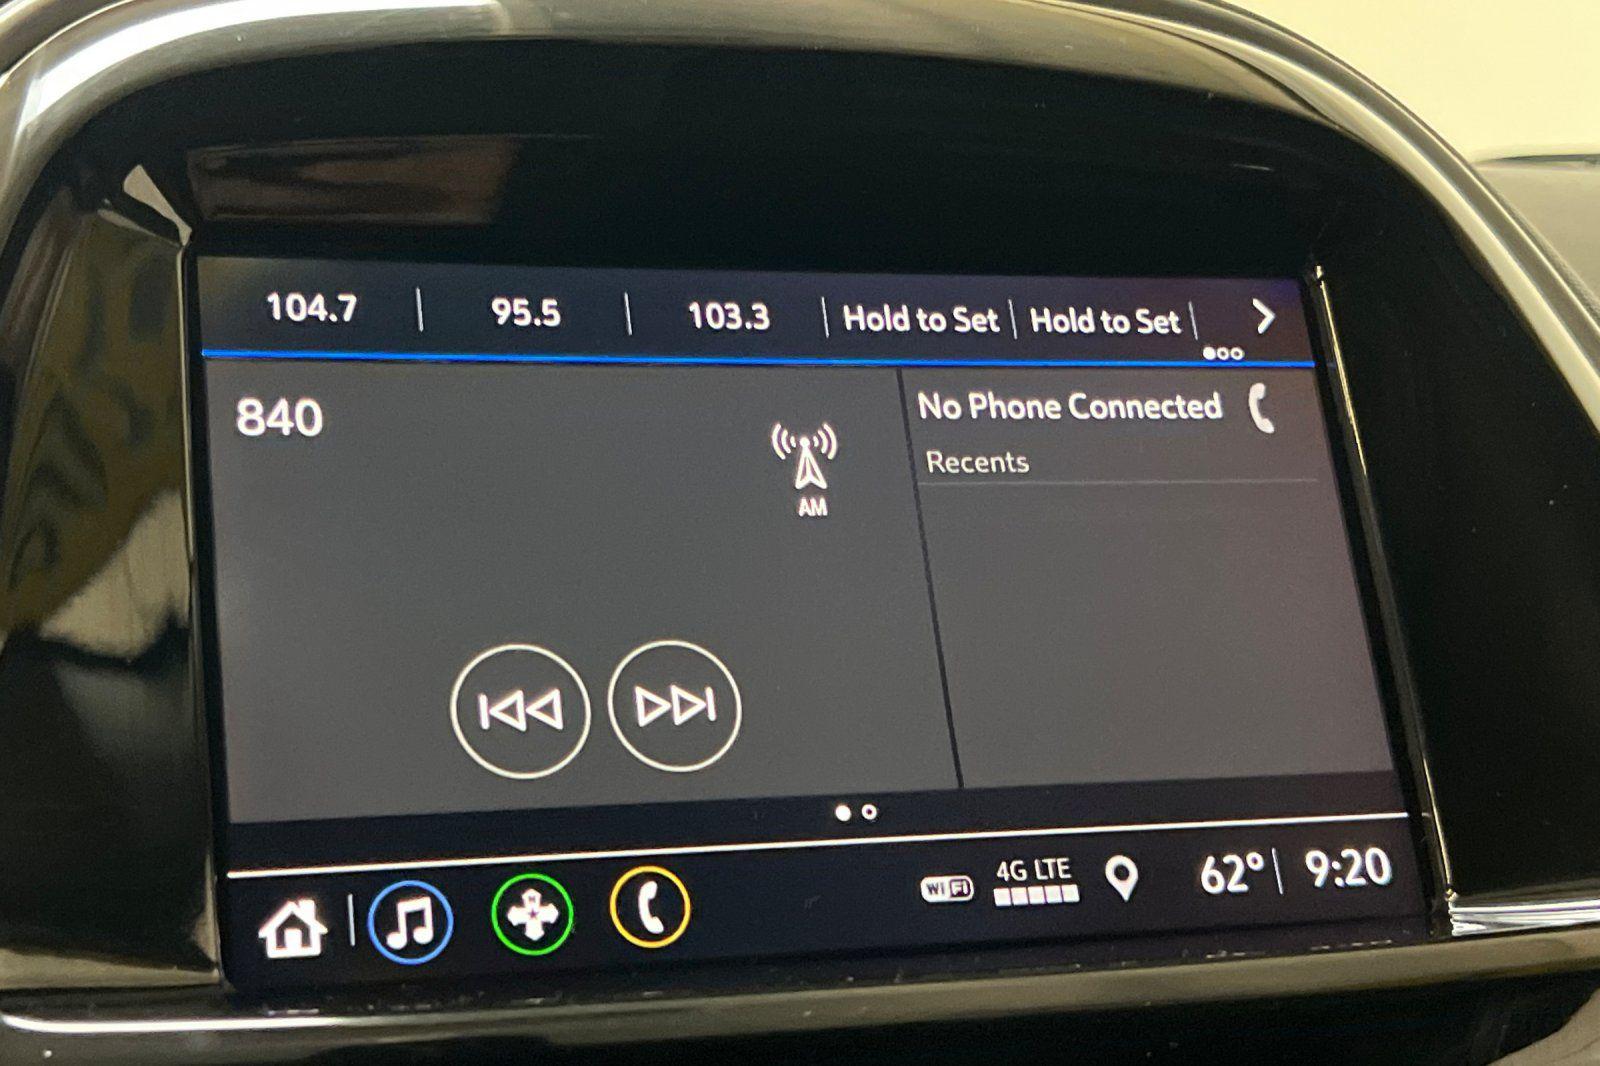 104.7 | 95.5 | 103.3 | Hold to Set | Hold to Set |
840
AM
No Phone Connected
Recents
WiFi
4G LTE
62° | 9:20